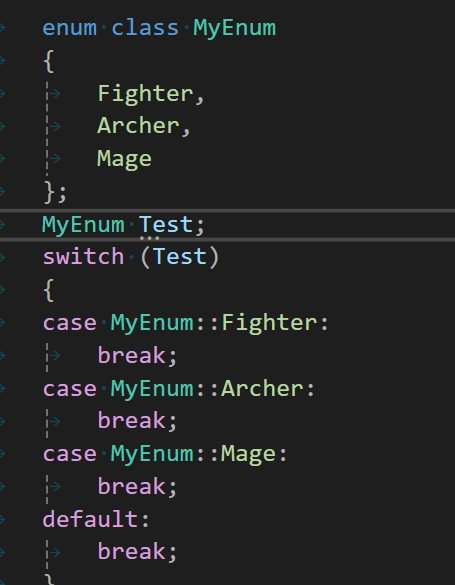 enum class MyEnum
{
    Fighter,
    Archer,
    Mage
};
MyEnum Test;
switch (Test)
{
case MyEnum::Fighter:
    break;
case MyEnum::Archer:
    break;
case MyEnum::Mage:
    break;
default:
    break;
}